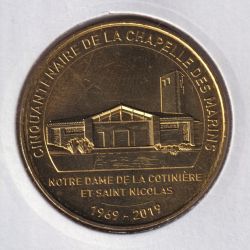 CINQUANTENAIRE DE LA CHAPELLE DES MARINS
NOTRE DAME DE LA COTINIÈRE
ET SAINT NICOLAS
1969 - 2019